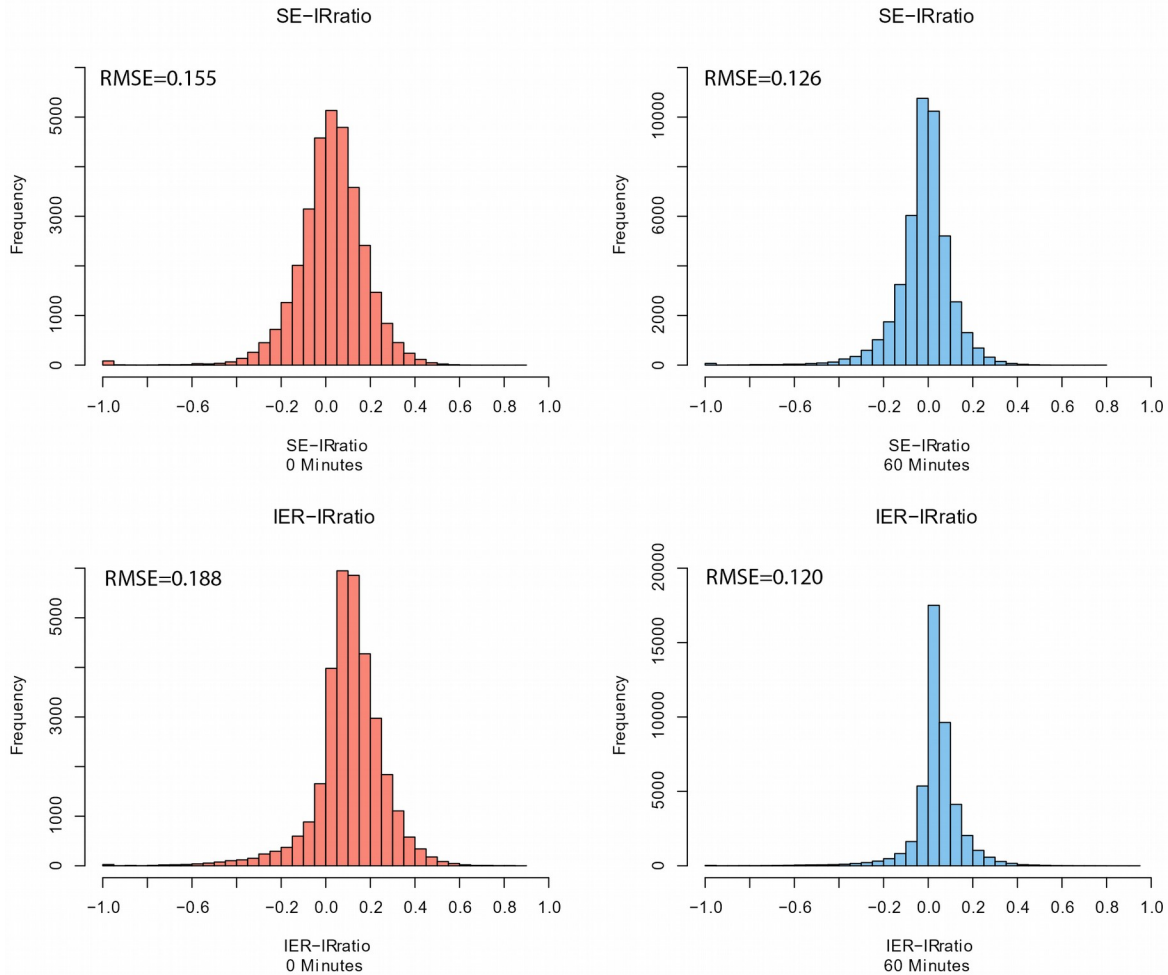 SE−IRratio
RMSE=0.155
Frequency
5000
3000
1000
0
−1.0 −0.6 −0.2 0.0 0.2 0.4 0.6 0.8 1.0
SE−IRratio
0 Minutes
SE−IRratio
RMSE=0.126
Frequency
10000
6000
2000
0
−1.0 −0.6 −0.2 0.0 0.2 0.4 0.6 0.8 1.0
SE−IRratio
60 Minutes
IER−IRratio
RMSE=0.188
Frequency
5000
3000
1000
0
−1.0 −0.6 −0.2 0.0 0.2 0.4 0.6 0.8 1.0
IER−IRratio
0 Minutes
IER−IRratio
RMSE=0.120
Frequency
20000
15000
10000
5000
0
−1.0 −0.6 −0.2 0.0 0.2 0.4 0.6 0.8 1.0
IER−IRratio
60 Minutes